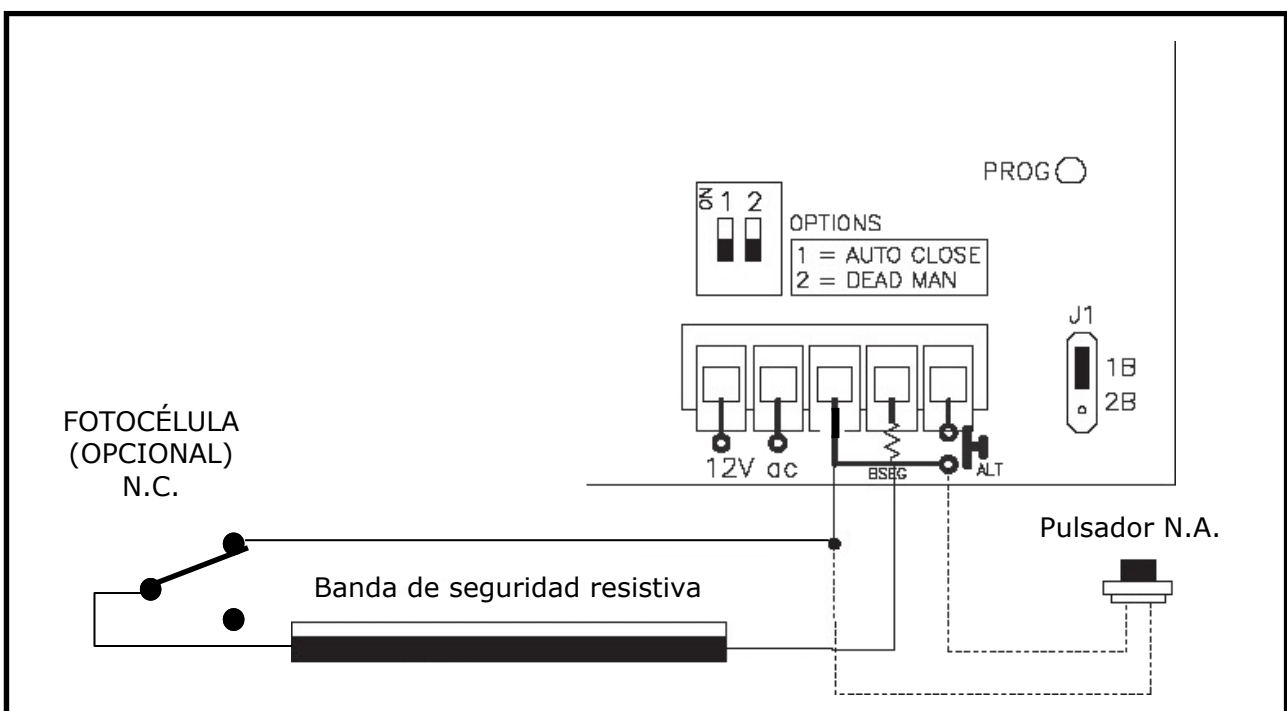 PROG
ON
1 2
OPTIONS
1 = AUTO CLOSE
2 = DEAD MAN
J1
1B
2B
12V ac
BSEG
ALT
FOTOCÉLULA
(OPCIONAL)
N.C.
Pulsador N.A.
Banda de seguridad resistiva